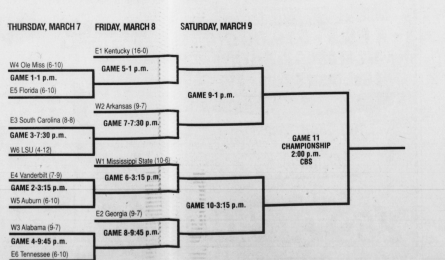 THURSDAY, MARCH 7
FRIDAY, MARCH 8
SATURDAY, MARCH 9
E1 Kentucky (16-0)
W4 Ole Miss (6-10)
GAME 1-1 p.m.
GAME 5-1 p.m.
E5 Florida (6-10)
GAME 9-1 p.m.
W2 Arkansas (9-7)
E3 South Carolina (8-8)
GAME 3-7:30 p.m.
GAME 7-7:30 p.m.
W6 LSU (4-12)
GAME 11
CHAMPIONSHIP
2:00 p.m.
CBS
W1 Mississippi State (10-6)
E4 Vanderbilt (7-9)
GAME 2-3:15 p.m.
GAME 6-3:15 p.m.
W5 Auburn (6-10)
GAME 10-3:15 p.m.
E2 Georgia (9-7)
W3 Alabama (9-7)
GAME 4-9:45 p.m.
GAME 8-9:45 p.m.
E6 Tennessee (6-10)